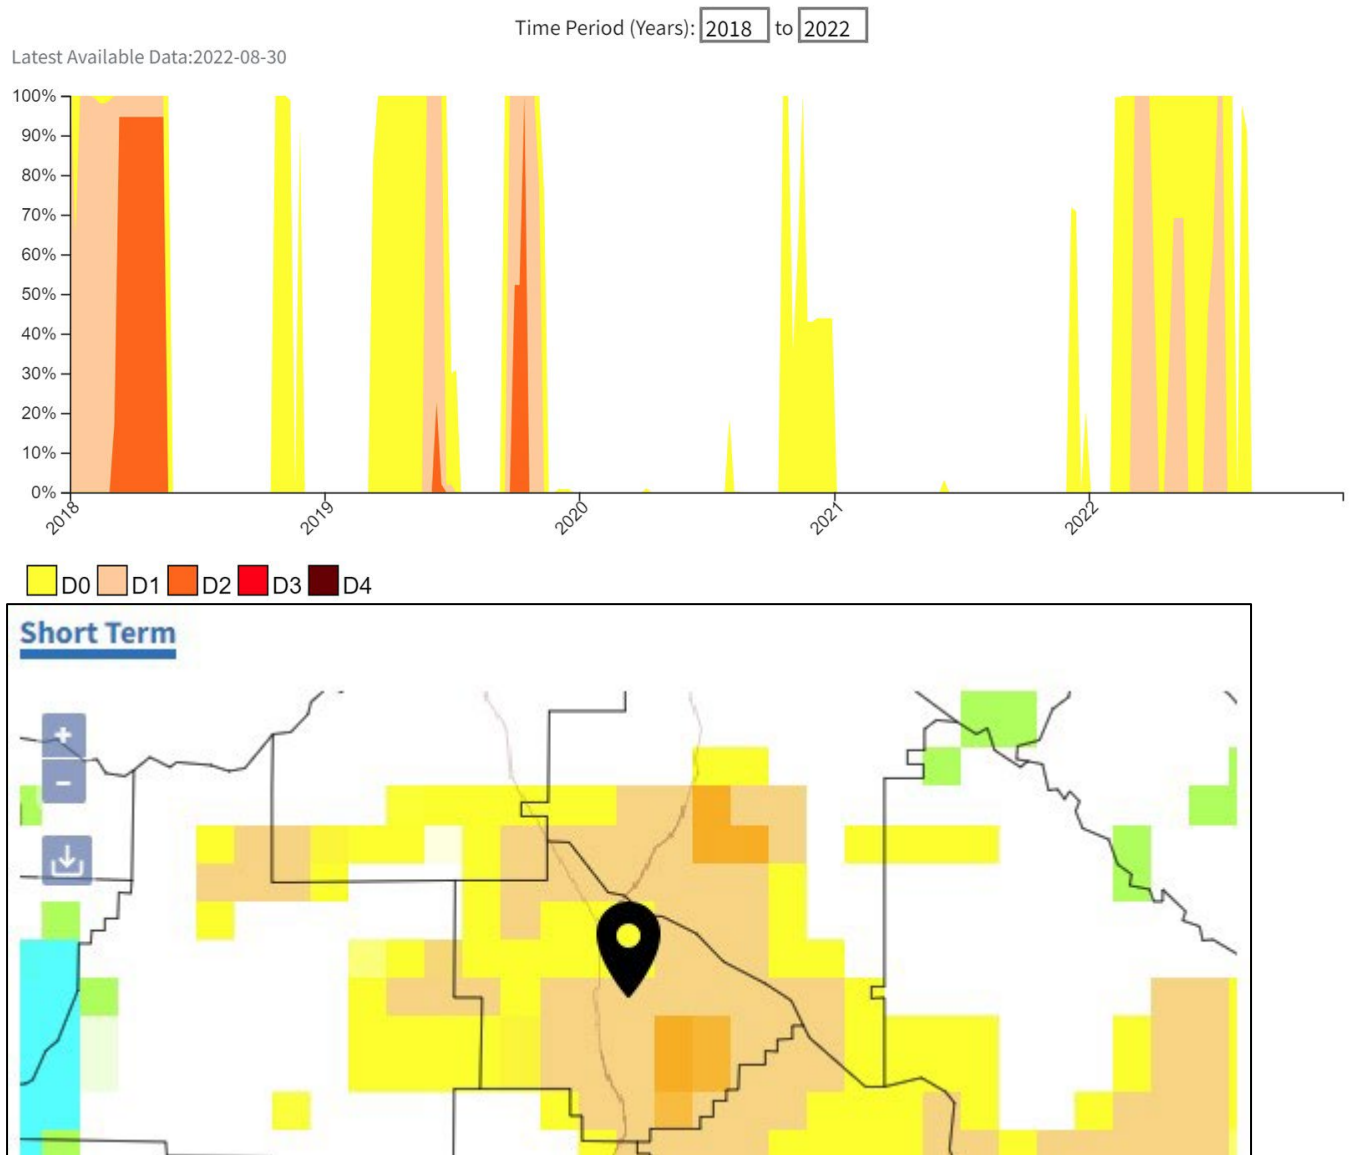 Time Period (Years): 2018 to 2022
Latest Available Data:2022-08-30
100%
90%
80%
70%
60%
50%
40%
30%
20%
10%
0%
2018 2019 2020 2021 2022
D0 D1 D2 D3 D4
Short Term
+
−